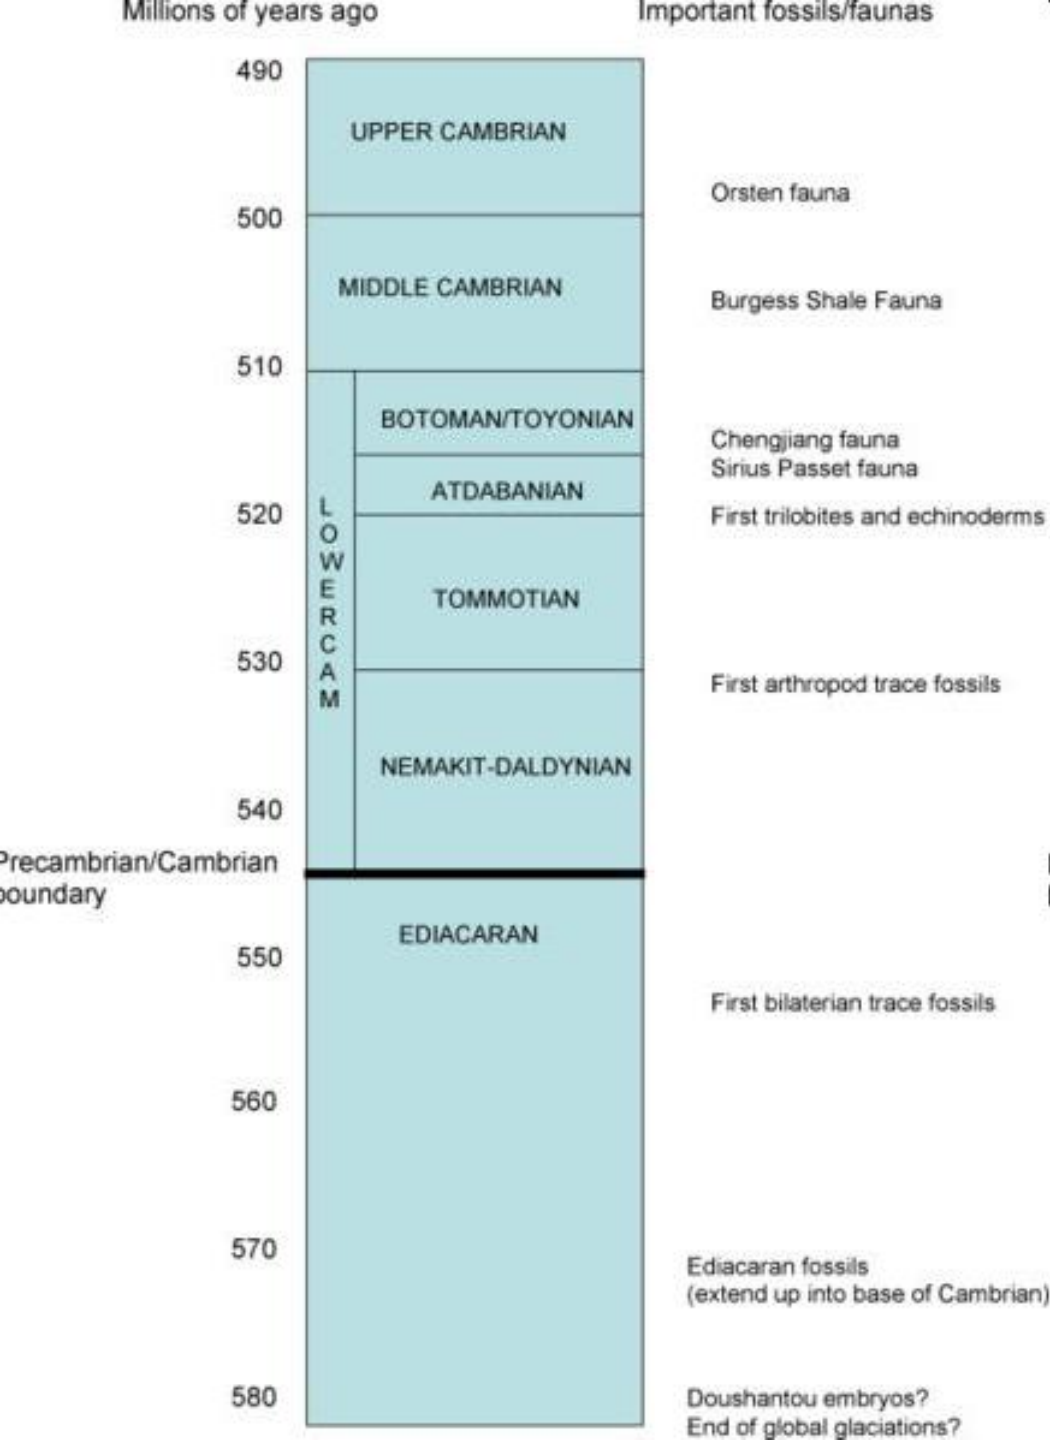 Millions of years ago
Important fossils/faunas
490
UPPER CAMBRIAN
Orsten fauna
500
MIDDLE CAMBRIAN
Burgess Shale Fauna
510
BOTOMAN/TOYONIAN
Chengjiang fauna
Sirius Passet fauna
ATDABANIAN
LOWER CAM
520
First trilobites and echinoderms
TOMMOTIAN
530
First arthropod trace fossils
NEMAKIT-DALDYNIAN
540
Precambrian/Cambrian
boundary
EDIACARAN
550
First bilaterian trace fossils
560
570
Ediacaran fossils
(extend up into base of Cambrian)
580
Doushantou embryos?
End of global glaciations?